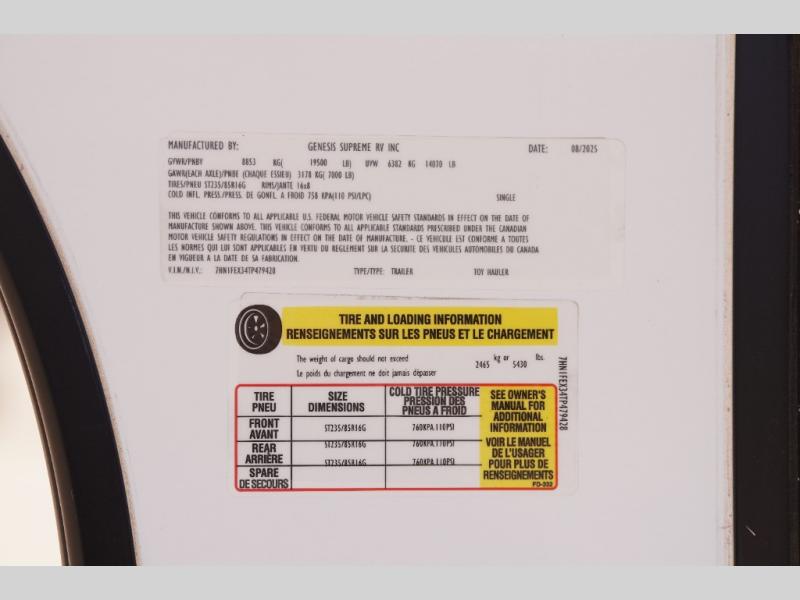 MANUFACTURED BY: GENESIS SUPREME RV INC DATE: 08/2025
GVWR/PNBV 8853 KG( 19500 LB) UVW 6382 KG 14070 LB
GAWR(EACH AXLE)/PNBE (CHAQUE ESSIEU) 3178 KG( 7000 LB)
TIRES/PNEU ST235/85R16G RIMS/JANTE 16x8
COLD INFL. PRESS./PRESS. DE GONFL. A FROID 758 KPA(110 PSI/LPC) SINGLE
THIS VEHICLE CONFORMS TO ALL APPLICABLE U.S. FEDERAL MOTOR VEHICLE SAFETY STANDARDS IN EFFECT ON THE DATE OF
MANUFACTURE SHOWN ABOVE. THIS VEHICLE CONFORMS TO ALL APPLICABLE STANDARDS PRESCRIBED UNDER THE CANADIAN
MOTOR VEHICLE SAFETY REGULATIONS IN EFFECT ON THE DATE OF MANUFACTURE. - CE VEHICULE EST CONFORME A TOUTES
LES NORMES QUI LUI SONT APPLICABLES EN VERTU DU REGLEMENT SUR LA SECURITE DES VEHICULES AUTOMOBILES DU CANADA
EN VIGUEUR A LA DATE DE SA FABRICATION.
V.I.N./N.I.V.: 7HN1FEX34TP479428 TYPE/TYPE: TRAILER TOY HAULER
TIRE AND LOADING INFORMATION
RENSEIGNEMENTS SUR LES PNEUS ET LE CHARGEMENT
The weight of cargo should not exceed
Le poids du chargement ne doit jamais dépasser
2465 kg or 5430 lbs.
7HN1FEX34TP479428
TIRE
PNEU
SIZE
DIMENSIONS
COLD TIRE PRESSURE
PRESSION DES
PNEUS A FROID
FRONT
AVANT
ST235/85R16G
760KPA 110PSI
REAR
ARRIÈRE
ST235/85R16G
760KPA 110PSI
SPARE
DE SECOURS
ST235/85R16G
760KPA 110PSI
SEE OWNER'S
MANUAL FOR
ADDITIONAL
INFORMATION
VOIR LE MANUEL
DE L'USAGER
POUR PLUS DE
RENSEIGNEMENTS
FO-332